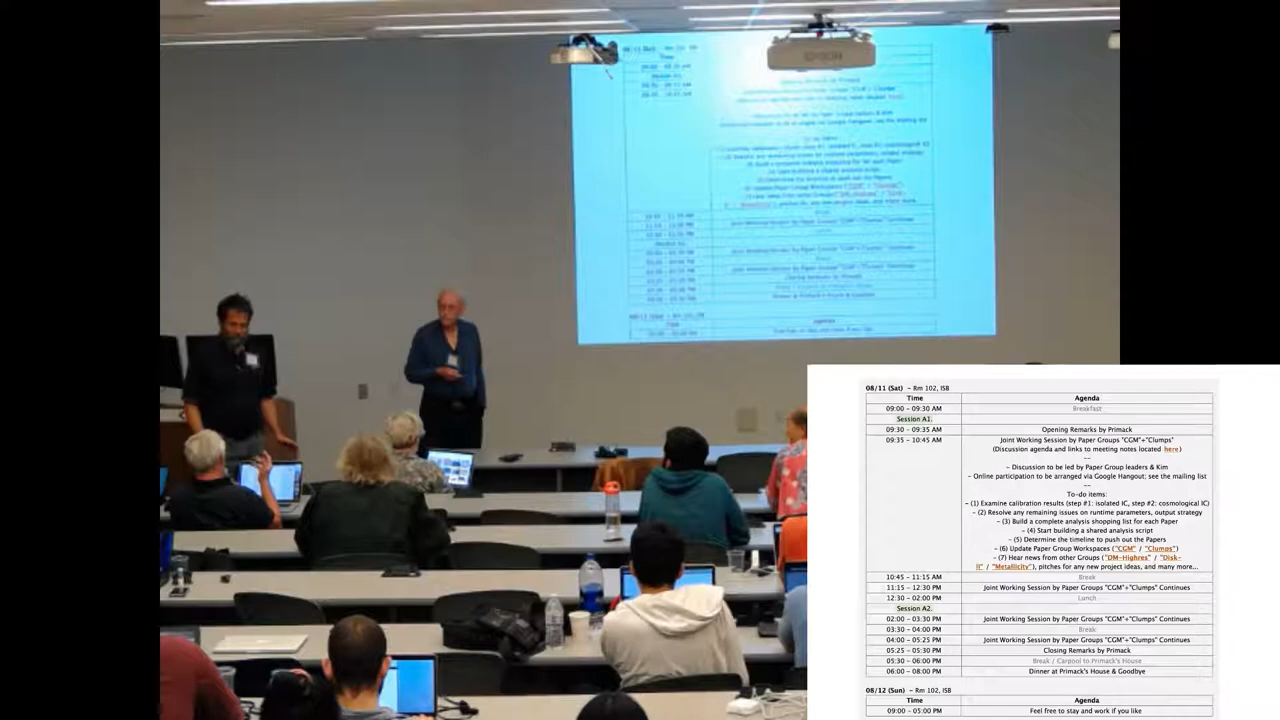 EPSON
08/11 (Sat) - Rm 102, ISB
Time Agenda
09:00 - 09:30 AM Breakfast
Session A1.
09:30 - 09:35 AM Opening Remarks by Primack
09:35 - 10:45 AM Joint Working Session by Paper Groups "CGM"+"Clumps"
(Discussion agenda and links to meeting notes located here)
--
- Discussion to be led by Paper Group leaders & Kim
- Online participation to be arranged via Google Hangout; see the mailing list
--
To-do items:
- (1) Examine calibration results (step #1: isolated IC, step #2: cosmological IC)
- (2) Resolve any remaining issues on runtime parameters, output strategy
- (3) Build a complete analysis shopping list for each Paper
- (4) Start building a shared analysis script
- (5) Determine the timeline to push out the Papers
- (6) Update Paper Group Workspaces ("CGM" / "Clumps")
- (7) Hear news from other Groups ("DM-Highres" / "Disk-
II" / "Metallicity"), pitches for any new project ideas, and many more...
10:45 - 11:15 AM Break
11:15 - 12:30 PM Joint Working Session by Paper Groups "CGM"+"Clumps Continues
12:30 - 02:00 PM Lunch
Session A2.
02:00 - 03:30 PM Joint Working Session by Paper Groups "CGM"+"Clumps Continues
03:30 - 04:00 PM Break
04:00 - 05:25 PM Joint Working Session by Paper Groups "CGM"+"Clumps Continues
05:25 - 05:30 PM Closing Remarks by Primack
05:30 - 06:00 PM Break / Carpool to Primack's House
06:00 - 08:00 PM Dinner at Primack's House & Goodbye
08/12 (Sun) - Rm 102, ISB
Time Agenda
09:00 - 05:00 PM Feel free to stay and work if you like